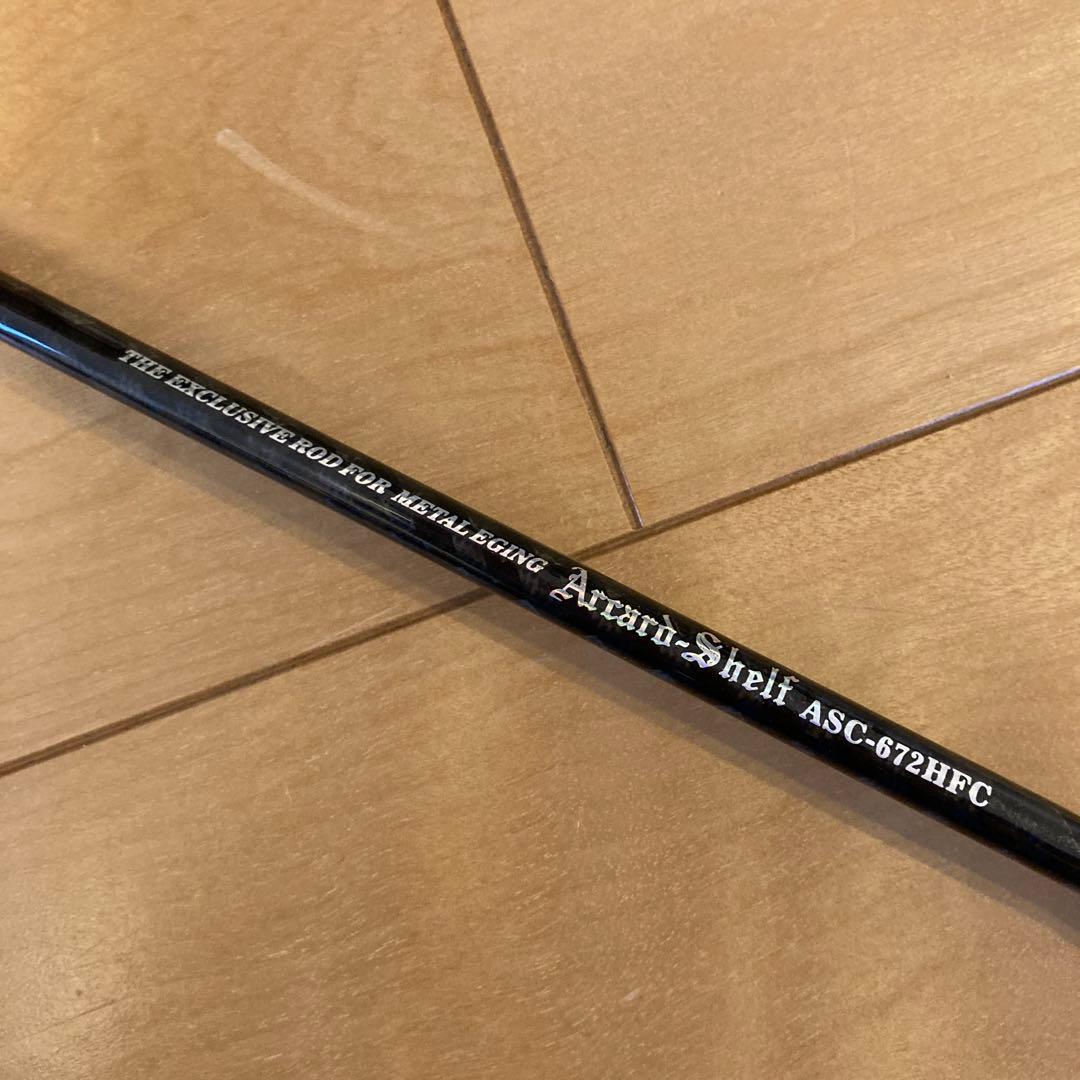 THE EXCLUSIVE ROD FOR METAL EGING Arcard-Shelf ASC-672HFC